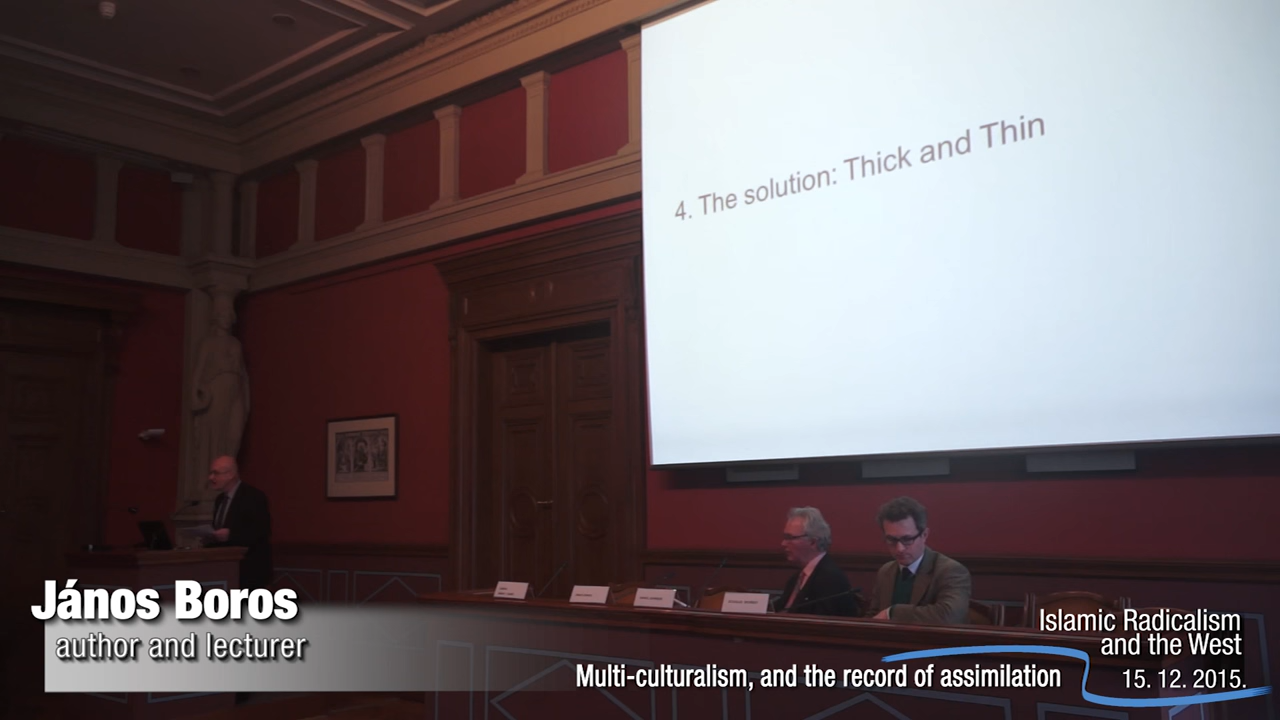 4. The solution: Thick and Thin
János Boros
author and lecturer
Islamic Radicalism
and the West
Multi-culturalism, and the record of assimilation
15. 12. 2015.